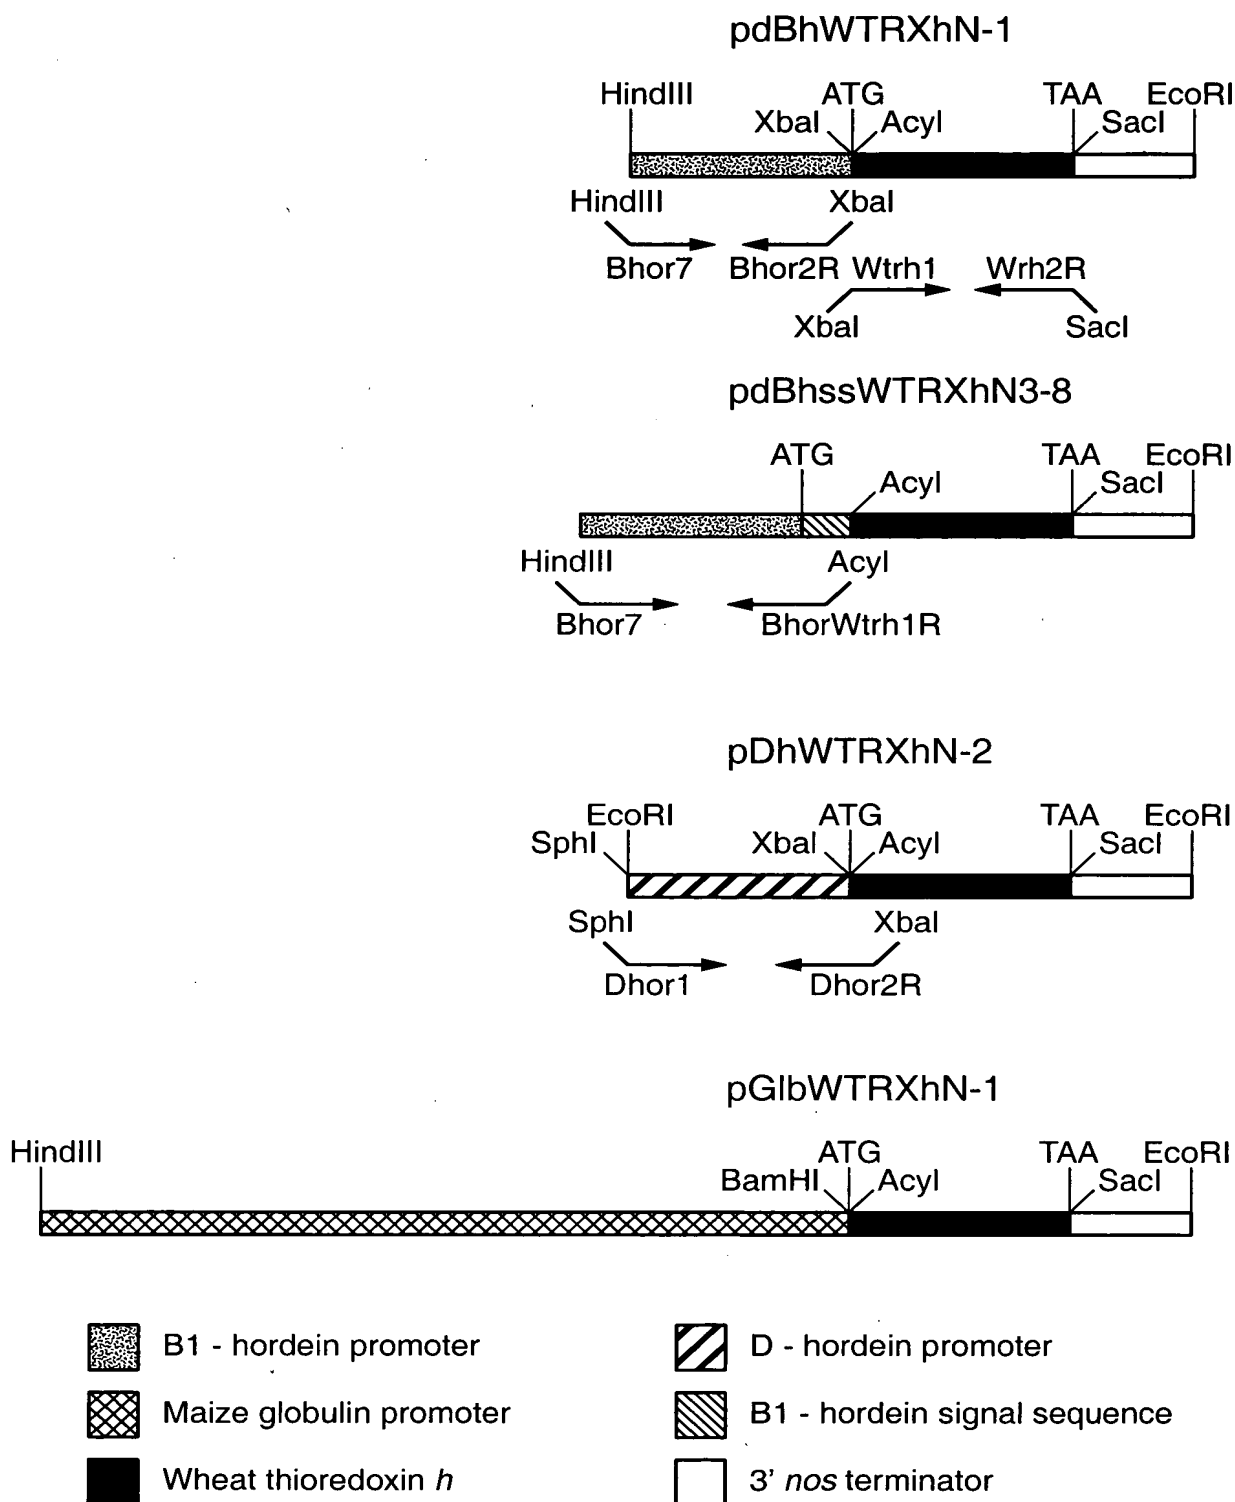 pdBhWTRXhN-1
HindIII ATG TAA EcoRI
XbaI AcyI SacI
HindIII XbaI
Bhor7 Bhor2R Wtrh1 Wrh2R
XbaI SacI
pdBhssWTRXhN3-8
ATG TAA EcoRI
AcyI SacI
HindIII AcyI
Bhor7 BhorWtrh1R
pDhWTRXhN-2
EcoRI ATG TAA EcoRI
SphI XbaI AcyI SacI
SphI XbaI
Dhor1 Dhor2R
pGlbWTRXhN-1
HindIII ATG TAA EcoRI
BamHI AcyI SacI
B1 - hordein promoter
D - hordein promoter
Maize globulin promoter
B1 - hordein signal sequence
Wheat thioredoxin h
3' nos terminator